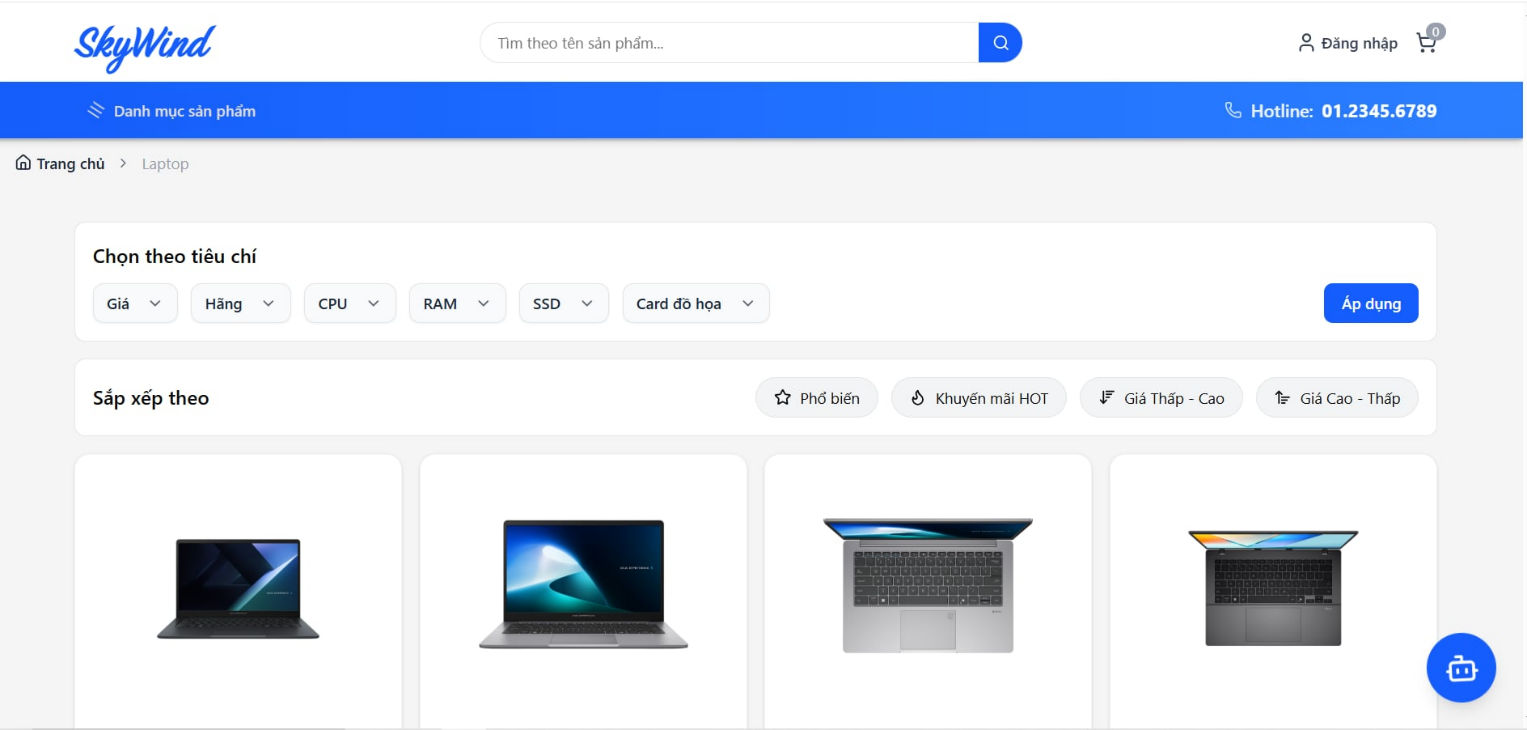 SkyWind
Tìm theo tên sản phẩm...
Đăng nhập
0
Danh mục sản phẩm
Hotline: 01.2345.6789
Trang chủ > Laptop
Chọn theo tiêu chí
Giá
Hãng
CPU
RAM
SSD
Card đồ họa
Áp dụng
Sắp xếp theo
Phổ biến
Khuyến mãi HOT
Giá Thấp - Cao
Giá Cao - Thấp